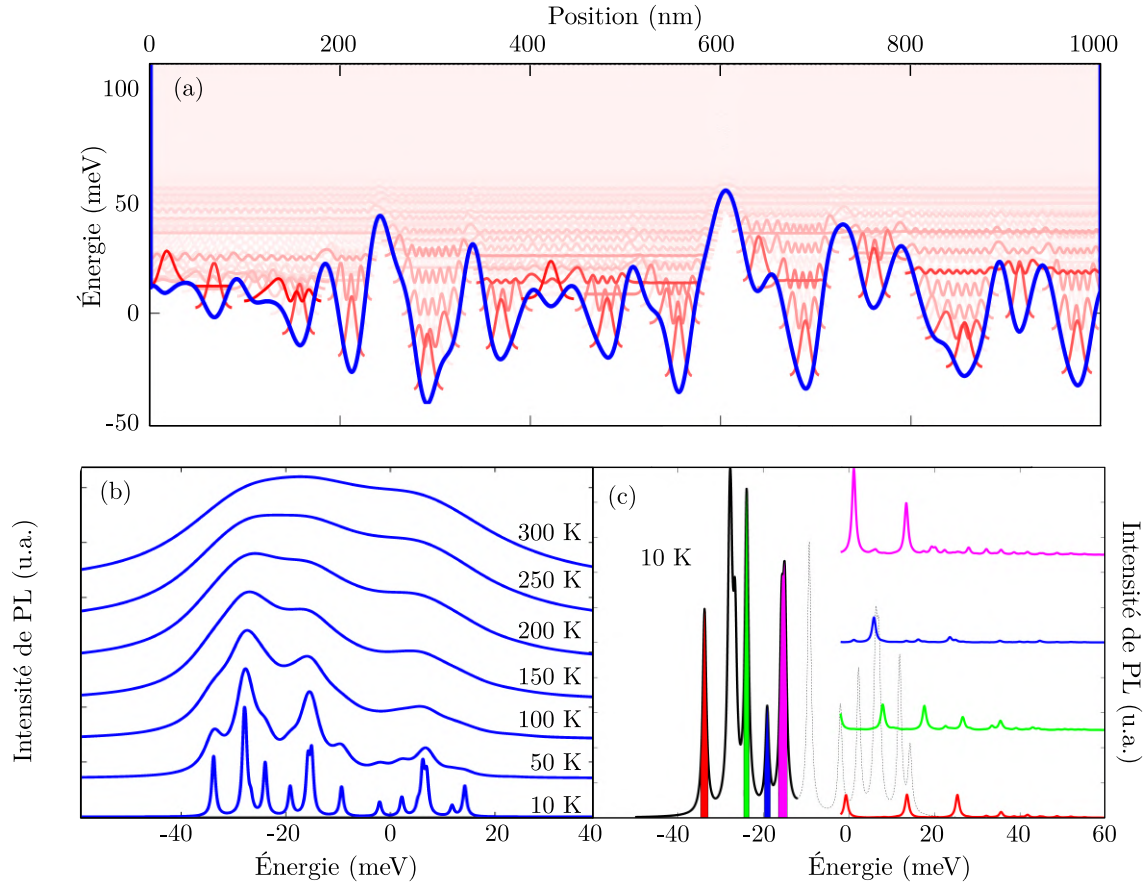 Position (nm)
0 200 400 600 800 1000
(a)
100
50
0
-50
Énergie (meV)
(b)
300 K
250 K
200 K
150 K
100 K
50 K
10 K
Intensité de PL (u.a.)
-40 -20 0 20 40
Énergie (meV)
(c)
10 K
Intensité de PL (u.a.)
-40 -20 0 20 40 60
Énergie (meV)